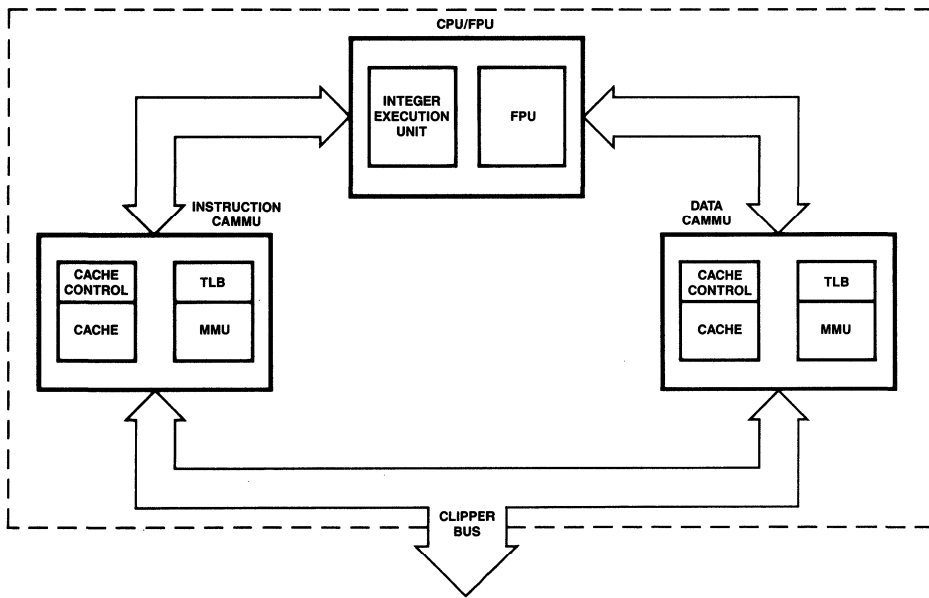 CPU/FPU
INTEGER
EXECUTION
UNIT
FPU
INSTRUCTION
CAMMU
DATA
CAMMU
CACHE
CONTROL
TLB
CACHE
MMU
CACHE
CONTROL
TLB
CACHE
MMU
CLIPPER
BUS